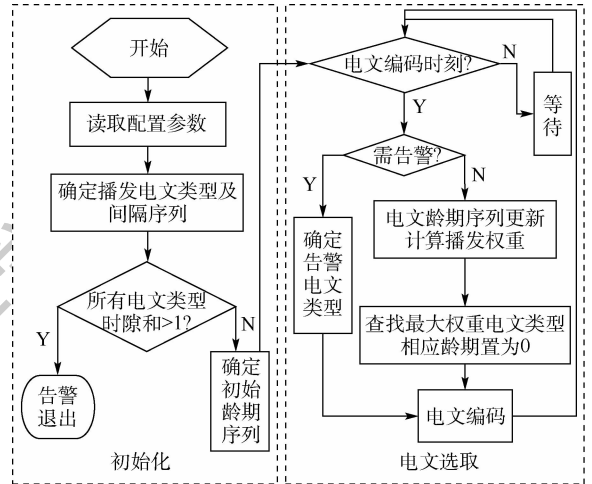 开始
读取配置参数
确定播发电文类型及
间隔序列
所有电文类型
时隙和>1?
Y
N
告警
退出
确定
初始
龄期
序列
初始化
电文编码时刻?
N
Y
等
待
需告警?
Y
N
确定
告警
电文
类型
电文龄期序列更新
计算播发权重
查找最大权重电文类型
相应龄期置为0
电文编码
电文选取